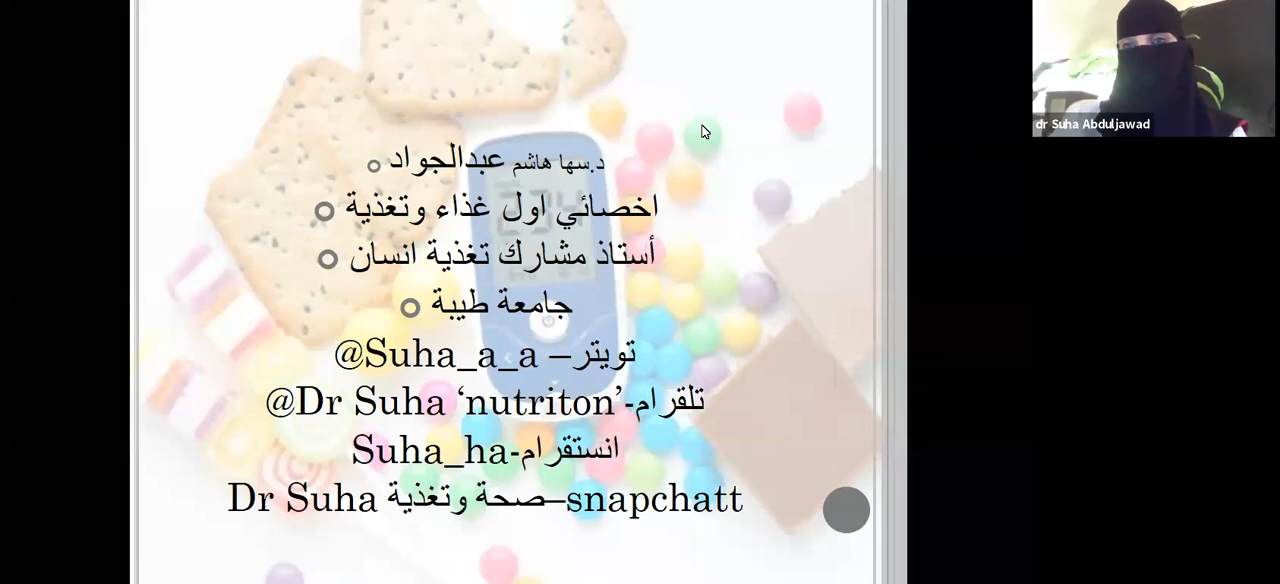 د.سها هاشم عبدالجواد
اخصائي اول غذاء وتغذية
أستاذ مشارك تغذية انسان
جامعة طيبة
تويتر– @Suha_a_a
تلقرام-@Dr Suha ‘nutriton’
انستقرام-Suha_ha
Dr Suha صحة وتغذية–snapchatt
dr Suha Abduljawad